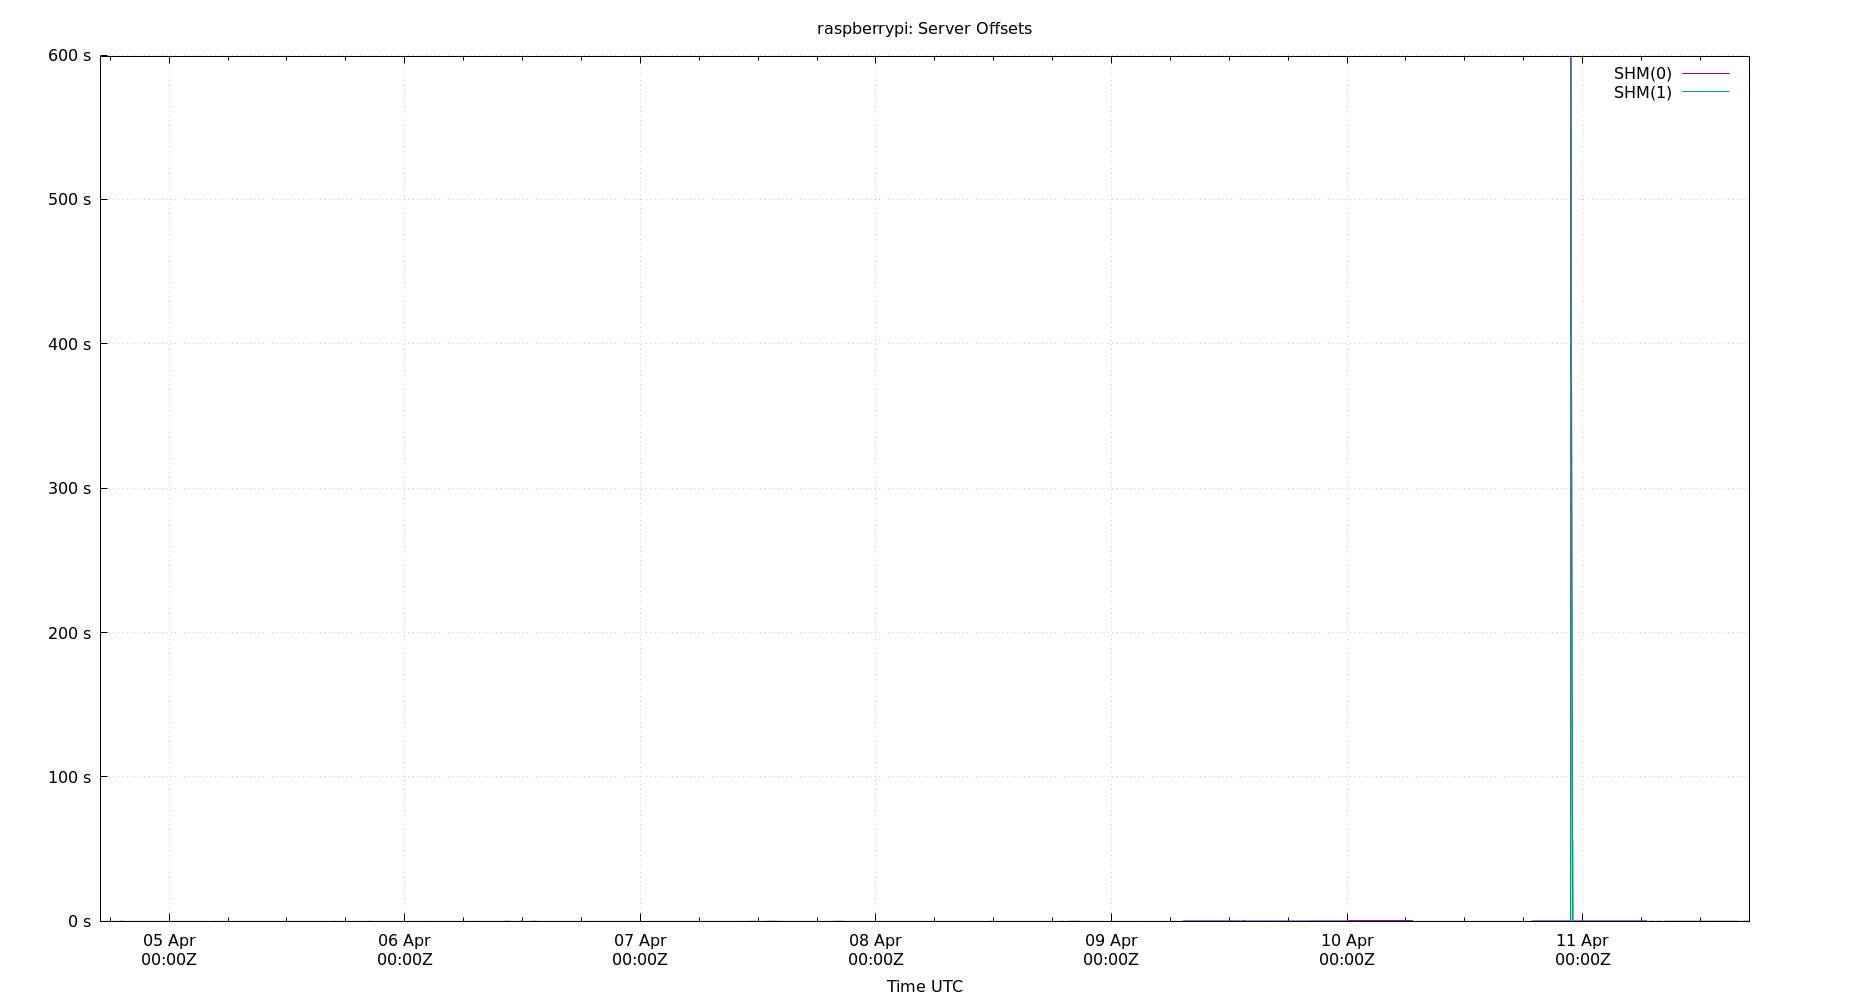 raspberrypi: Server Offsets
600 s
SHM(0)
SHM(1)
500 s
400 s
300 s
200 s
100 s
0 s
05 Apr 06 Apr 07 Apr 08 Apr 09 Apr 10 Apr 11 Apr
00:00Z 00:00Z 00:00Z 00:00Z 00:00Z 00:00Z 00:00Z
Time UTC